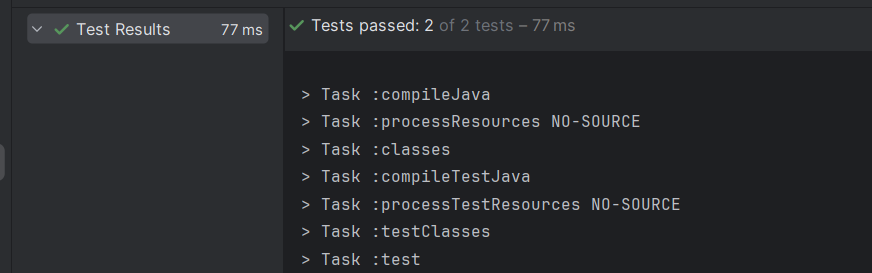 Test Results 77 ms
Tests passed: 2 of 2 tests – 77 ms
> Task :compileJava
> Task :processResources NO-SOURCE
> Task :classes
> Task :compileTestJava
> Task :processTestResources NO-SOURCE
> Task :testClasses
> Task :test